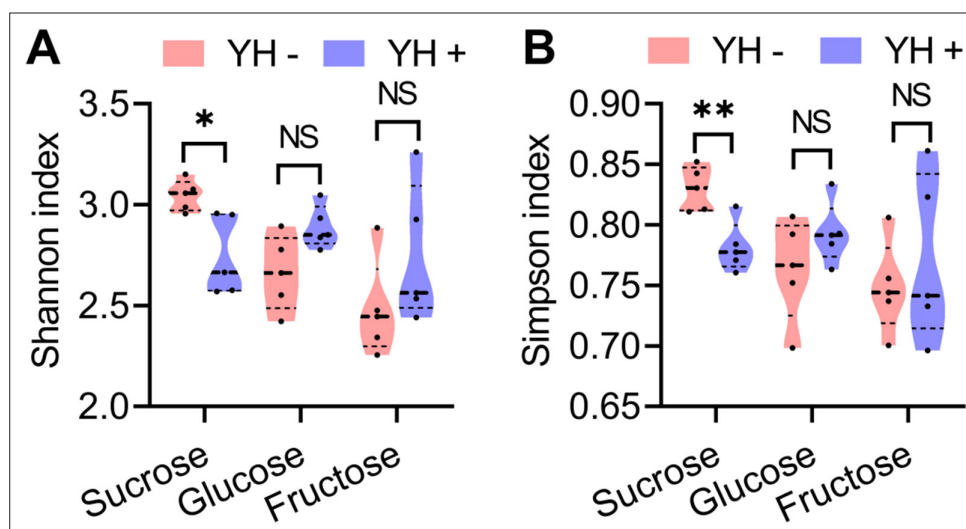 A YH - YH +
Shannon index
3.5
3.0
2.5
2.0
*
NS
NS
Sucrose
Glucose
Fructose
B YH - YH +
Simpson index
0.90
0.85
0.80
0.75
0.70
0.65
**
NS
NS
Sucrose
Glucose
Fructose